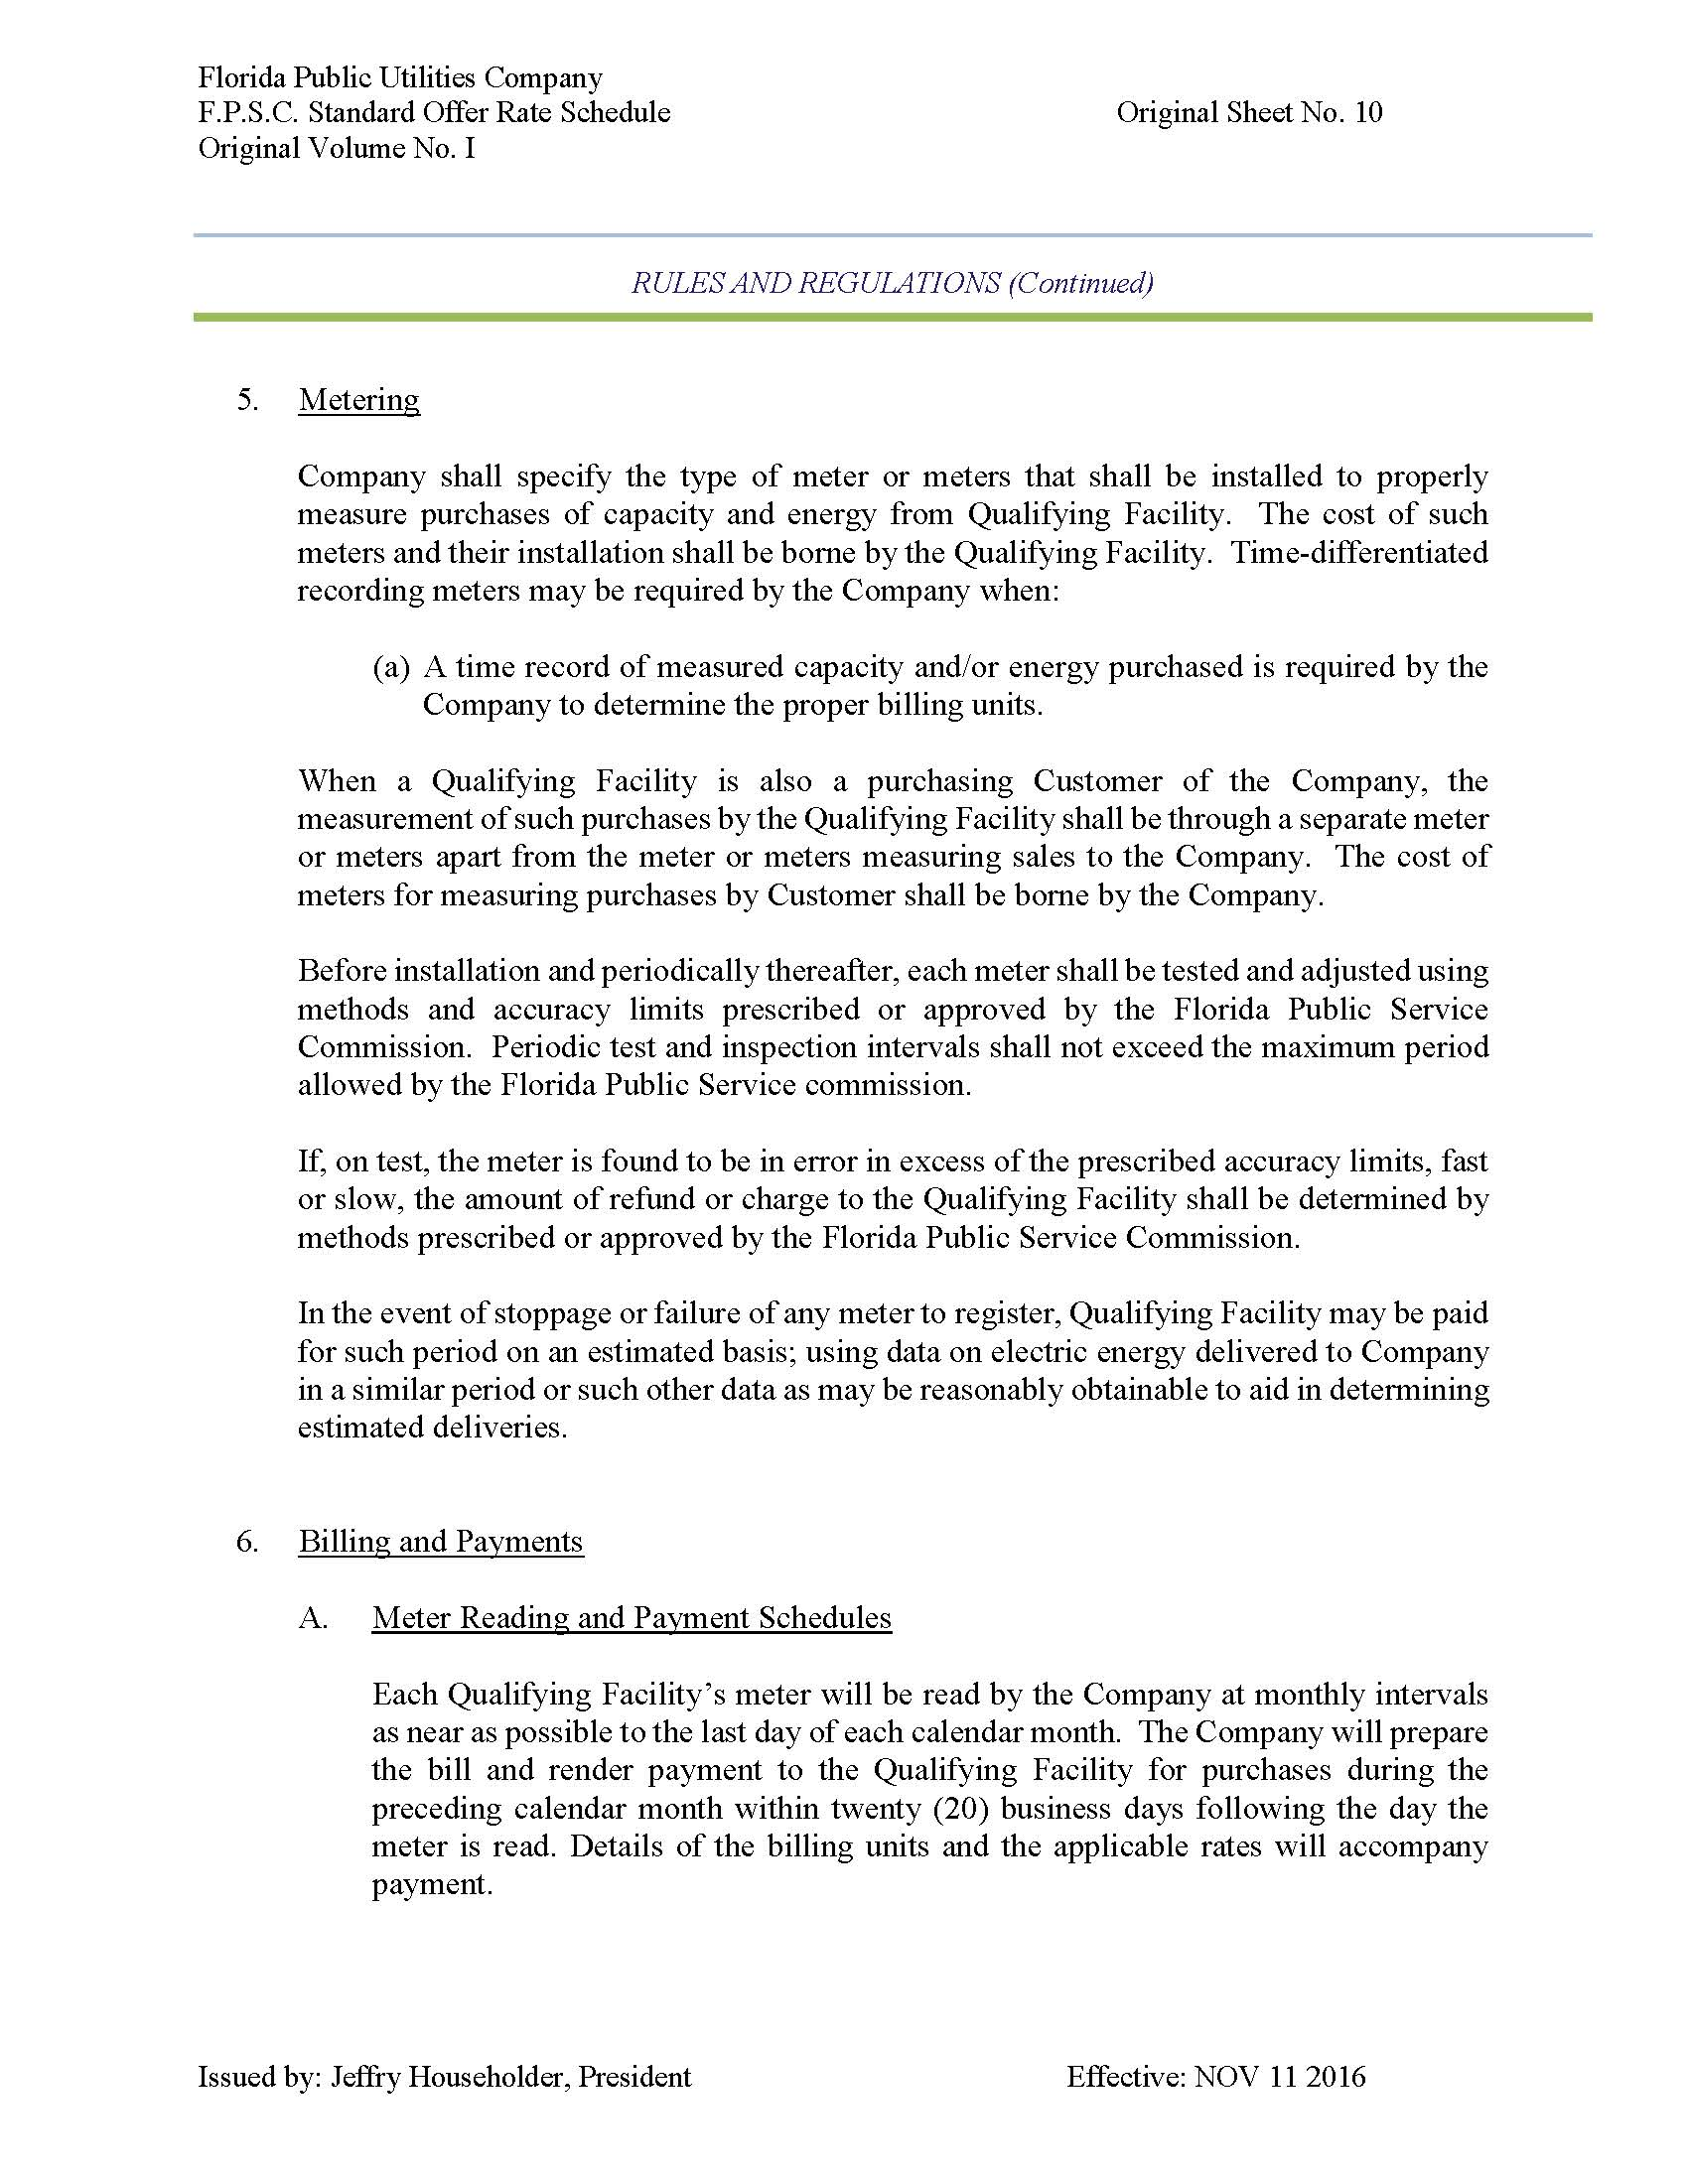 Florida Public Utilities Company
F.P.S.C. Standard Offer Rate Schedule Original Sheet No. 10
Original Volume No. I
RULES AND REGULATIONS (Continued)
5. Metering
Company shall specify the type of meter or meters that shall be installed to properly
measure purchases of capacity and energy from Qualifying Facility. The cost of such
meters and their installation shall be borne by the Qualifying Facility. Time-differentiated
recording meters may be required by the Company when:
(a) A time record of measured capacity and/or energy purchased is required by the
Company to determine the proper billing units.
When a Qualifying Facility is also a purchasing Customer of the Company, the
measurement of such purchases by the Qualifying Facility shall be through a separate meter
or meters apart from the meter or meters measuring sales to the Company. The cost of
meters for measuring purchases by Customer shall be borne by the Company.
Before installation and periodically thereafter, each meter shall be tested and adjusted using
methods and accuracy limits prescribed or approved by the Florida Public Service
Commission. Periodic test and inspection intervals shall not exceed the maximum period
allowed by the Florida Public Service commission.
If, on test, the meter is found to be in error in excess of the prescribed accuracy limits, fast
or slow, the amount of refund or charge to the Qualifying Facility shall be determined by
methods prescribed or approved by the Florida Public Service Commission.
In the event of stoppage or failure of any meter to register, Qualifying Facility may be paid
for such period on an estimated basis; using data on electric energy delivered to Company
in a similar period or such other data as may be reasonably obtainable to aid in determining
estimated deliveries.
6. Billing and Payments
A. Meter Reading and Payment Schedules
Each Qualifying Facility’s meter will be read by the Company at monthly intervals
as near as possible to the last day of each calendar month. The Company will prepare
the bill and render payment to the Qualifying Facility for purchases during the
preceding calendar month within twenty (20) business days following the day the
meter is read. Details of the billing units and the applicable rates will accompany
payment.
Issued by: Jeffry Householder, President Effective: NOV 11 2016